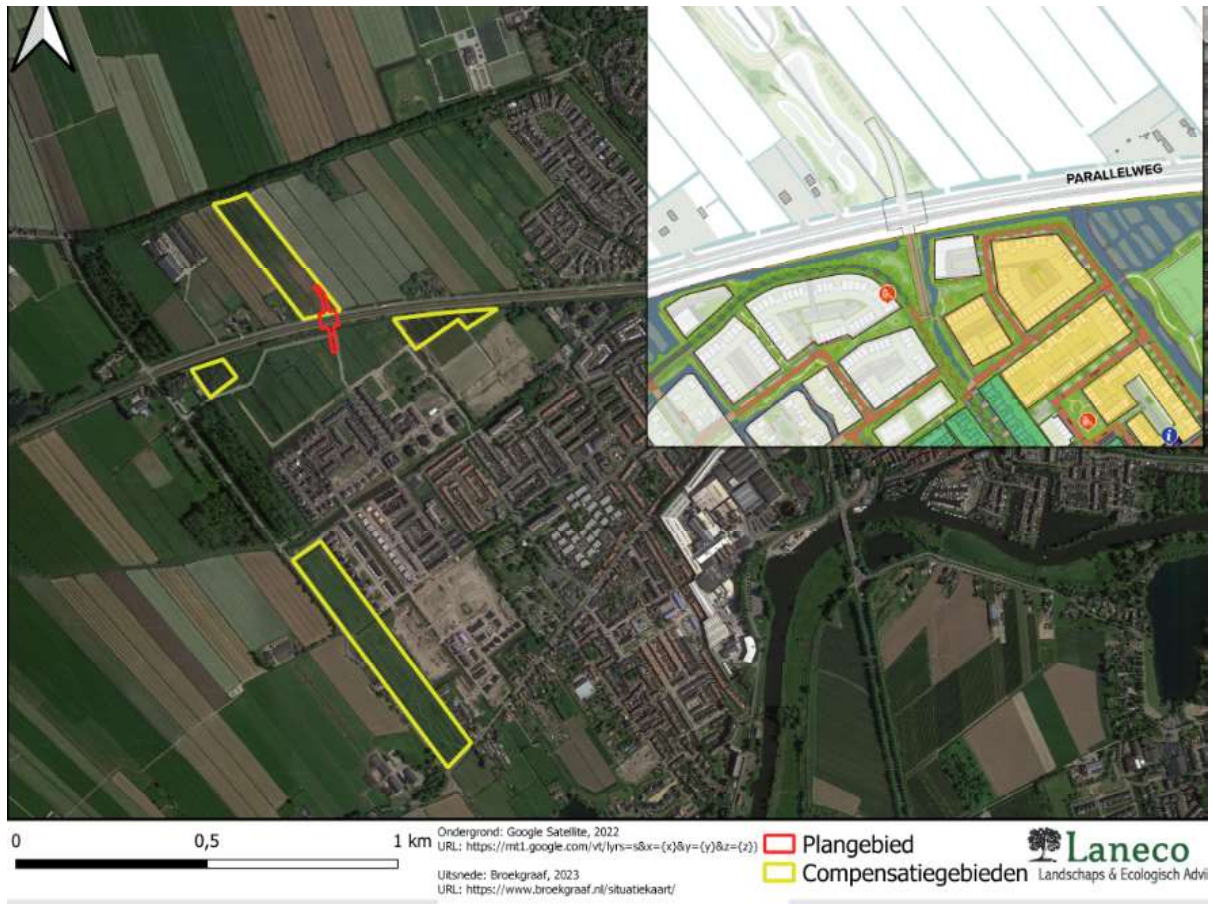 PARALLELWEG
i
0
0,5
1 km
Ondergrond: Google Satellite, 2022
URL: https://mt1.google.com/vt/lyrs=s&x={x}&y={y}&z={z}
Uitsnede: Broekgraaf, 2023
URL: https://www.broekgraaf.nl/situatiekaart/
Plangebied
Compensatiegebieden
Laneco
Landschaps & Ecologisch Advi